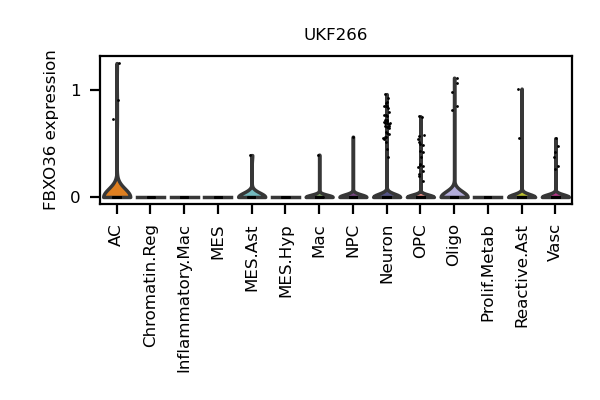 UKF266
FBXO36 expression
1
0
AC
Chromatin.Reg
Inflammatory.Mac
MES
MES.Ast
MES.Hyp
Mac
NPC
Neuron
OPC
Oligo
Prolif.Metab
Reactive.Ast
Vasc